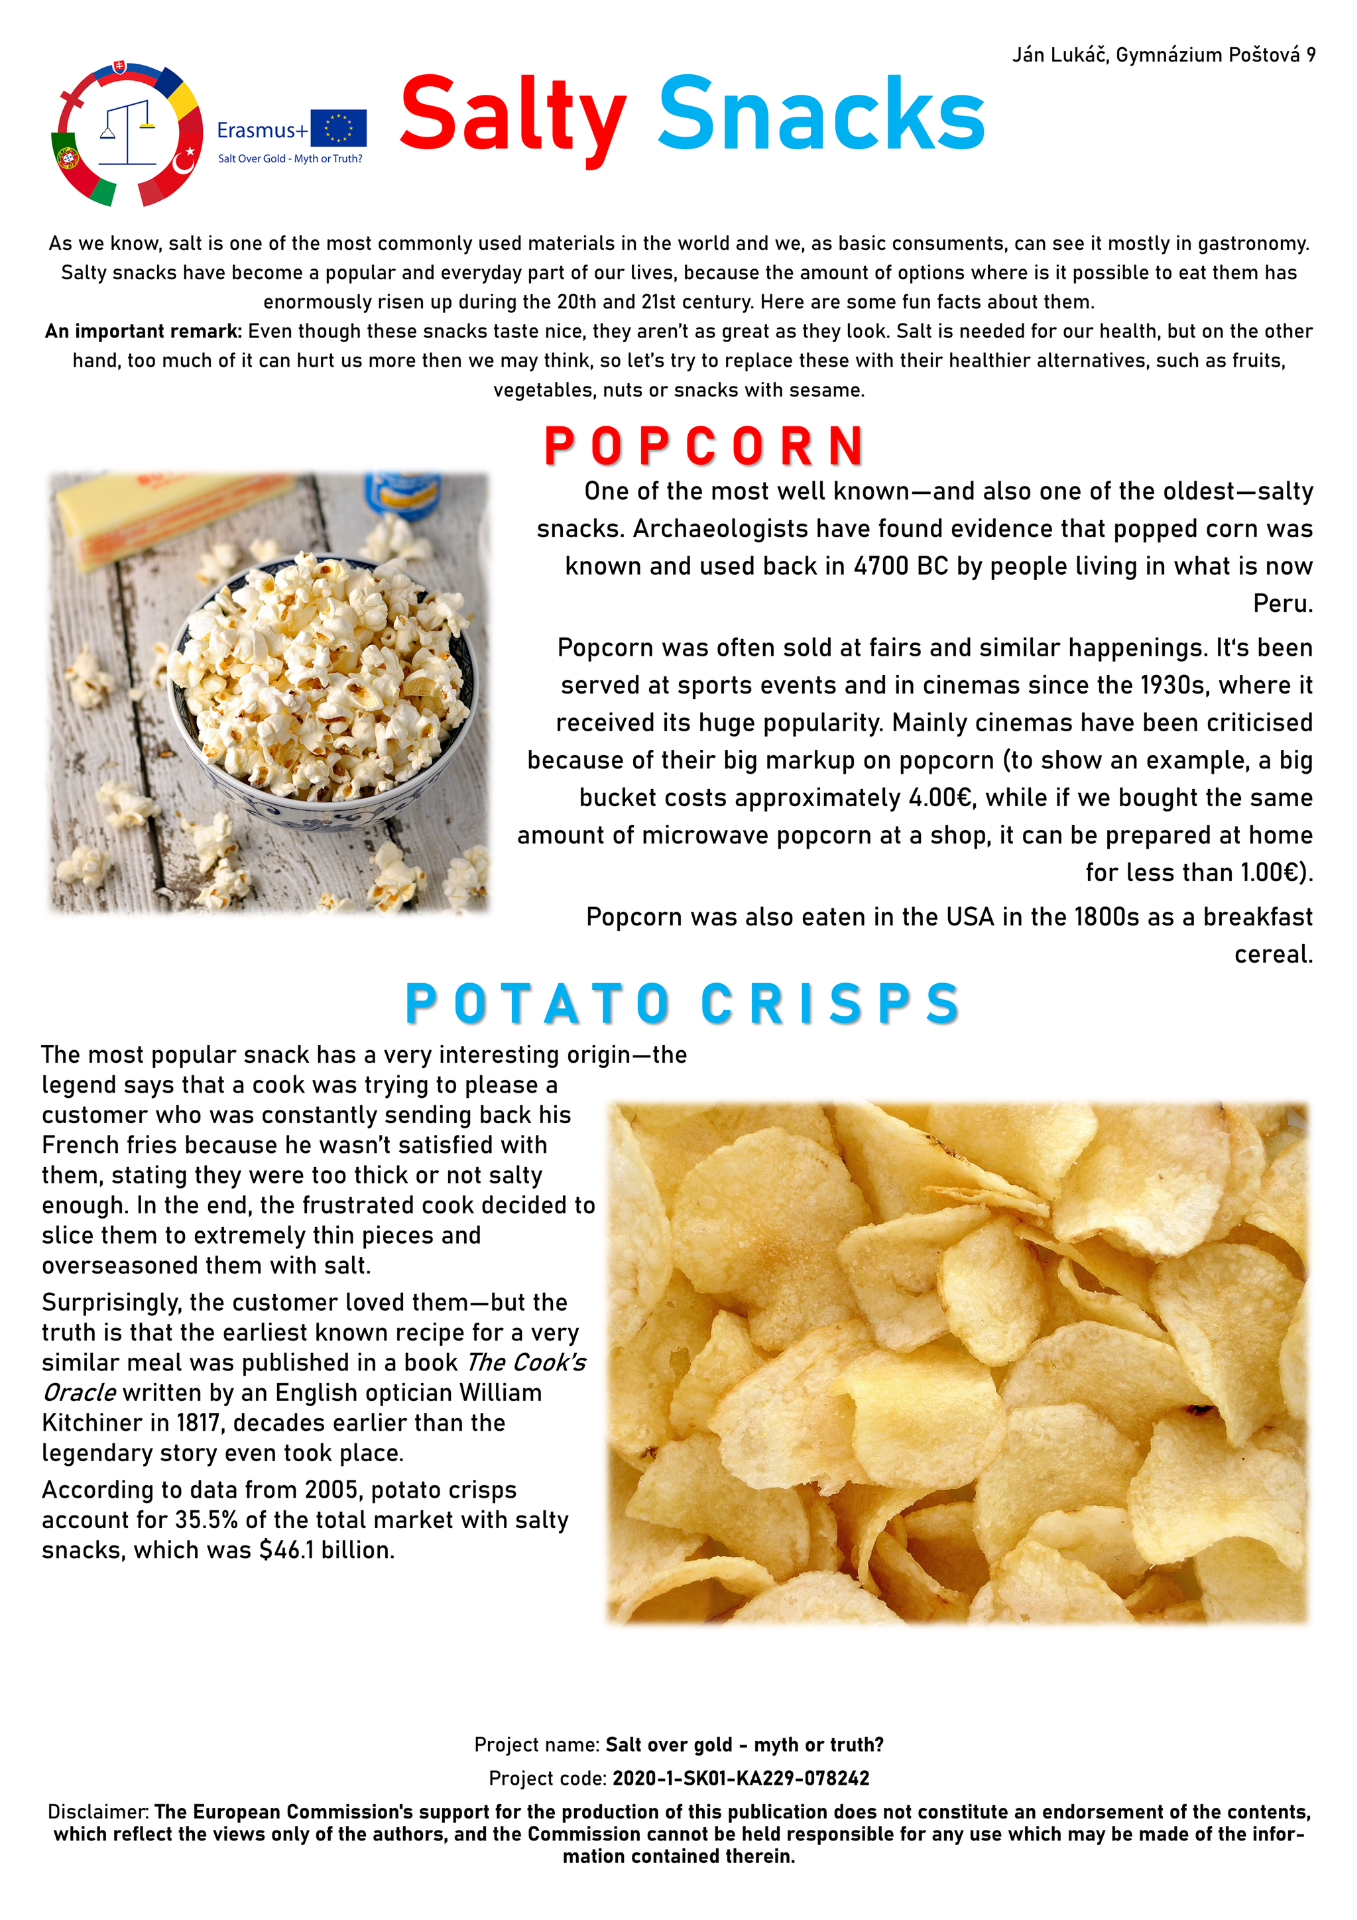 Ján Lukáč, Gymnázium Poštová 9
Salty Snacks
Erasmus+
Salt Over Gold - Myth or Truth?
As we know, salt is one of the most commonly used materials in the world and we, as basic consuments, can see it mostly in gastronomy.
Salty snacks have become a popular and everyday part of our lives, because the amount of options where is it possible to eat them has
enormously risen up during the 20th and 21st century. Here are some fun facts about them.
An important remark: Even though these snacks taste nice, they aren’t as great as they look. Salt is needed for our health, but on the other
hand, too much of it can hurt us more then we may think, so let’s try to replace these with their healthier alternatives, such as fruits,
vegetables, nuts or snacks with sesame.
POPCORN
One of the most well known—and also one of the oldest—salty
snacks. Archaeologists have found evidence that popped corn was
known and used back in 4700 BC by people living in what is now
Peru.
Popcorn was often sold at fairs and similar happenings. It‘s been
served at sports events and in cinemas since the 1930s, where it
received its huge popularity. Mainly cinemas have been criticised
because of their big markup on popcorn (to show an example, a big
bucket costs approximately 4.00€, while if we bought the same
amount of microwave popcorn at a shop, it can be prepared at home
for less than 1.00€).
Popcorn was also eaten in the USA in the 1800s as a breakfast
cereal.
POTATO CRISPS
The most popular snack has a very interesting origin—the
legend says that a cook was trying to please a
customer who was constantly sending back his
French fries because he wasn’t satisfied with
them, stating they were too thick or not salty
enough. In the end, the frustrated cook decided to
slice them to extremely thin pieces and
overseasoned them with salt.
Surprisingly, the customer loved them—but the
truth is that the earliest known recipe for a very
similar meal was published in a book The Cook’s
Oracle written by an English optician William
Kitchiner in 1817, decades earlier than the
legendary story even took place.
According to data from 2005, potato crisps
account for 35.5% of the total market with salty
snacks, which was $46.1 billion.
Project name: Salt over gold - myth or truth?
Project code: 2020-1-SK01-KA229-078242
Disclaimer: The European Commission's support for the production of this publication does not constitute an endorsement of the contents,
which reflect the views only of the authors, and the Commission cannot be held responsible for any use which may be made of the infor-
mation contained therein.